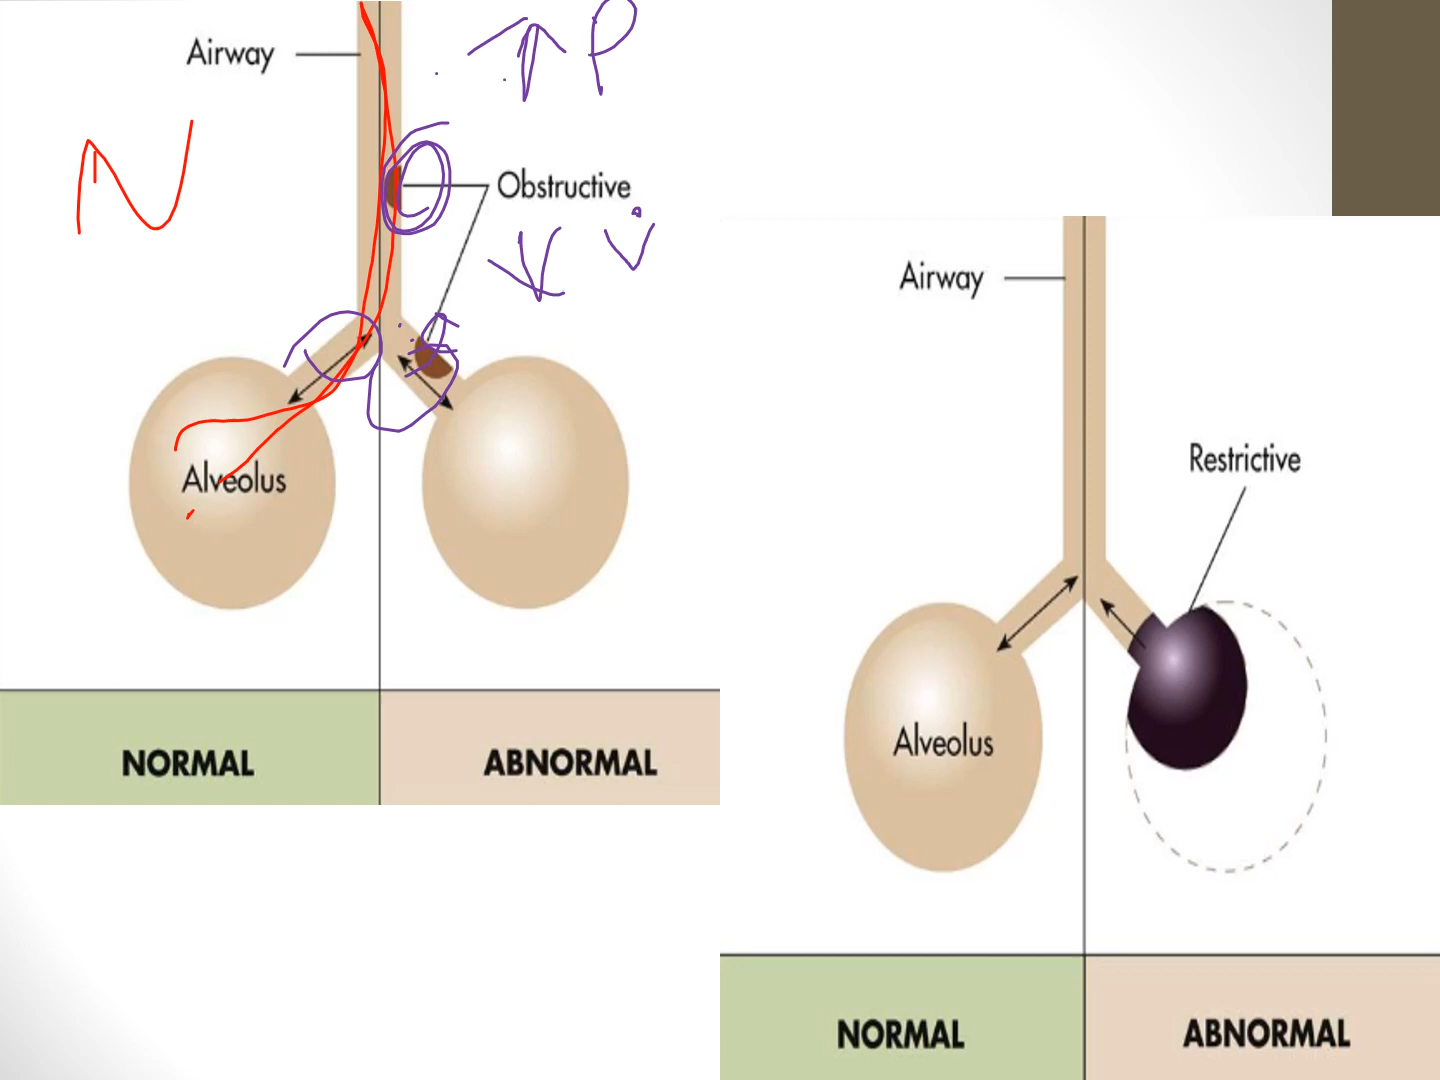 Airway
↑ P
N
Obstructive
↓ V̇
Alveolus
NORMAL
ABNORMAL
Airway
Restrictive
Alveolus
NORMAL
ABNORMAL